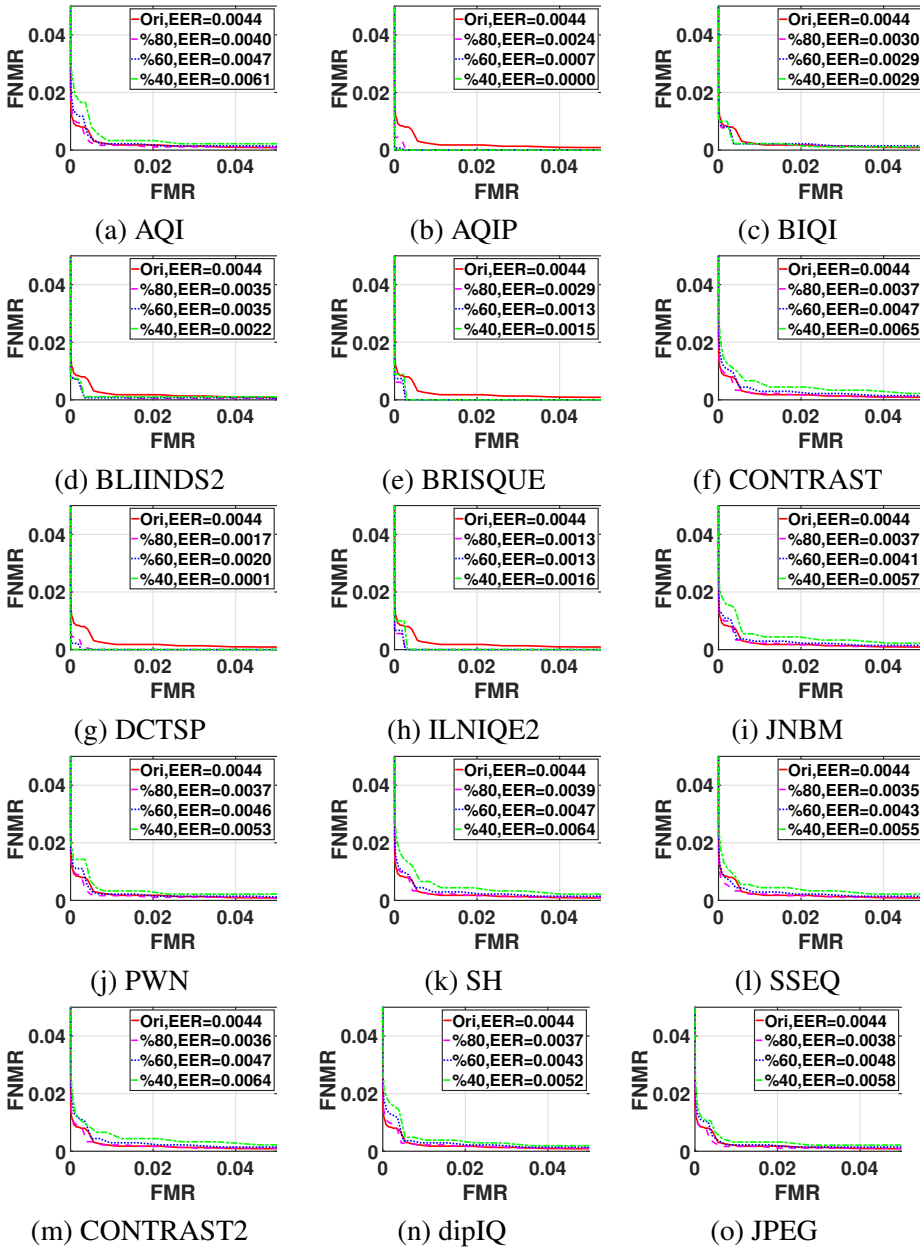 FNMR
0.04
0.02
0
Ori,EER=0.0044
%80,EER=0.0040
%60,EER=0.0047
%40,EER=0.0061
0 0.02 0.04
FMR
(a) AQI
FNMR
0.04
0.02
0
Ori,EER=0.0044
%80,EER=0.0024
%60,EER=0.0007
%40,EER=0.0000
0 0.02 0.04
FMR
(b) AQIP
FNMR
0.04
0.02
0
Ori,EER=0.0044
%80,EER=0.0030
%60,EER=0.0029
%40,EER=0.0029
0 0.02 0.04
FMR
(c) BIQI
FNMR
0.04
0.02
0
Ori,EER=0.0044
%80,EER=0.0035
%60,EER=0.0035
%40,EER=0.0022
0 0.02 0.04
FMR
(d) BLIINDS2
FNMR
0.04
0.02
0
Ori,EER=0.0044
%80,EER=0.0029
%60,EER=0.0013
%40,EER=0.0015
0 0.02 0.04
FMR
(e) BRISQUE
FNMR
0.04
0.02
0
Ori,EER=0.0044
%80,EER=0.0037
%60,EER=0.0047
%40,EER=0.0065
0 0.02 0.04
FMR
(f) CONTRAST
FNMR
0.04
0.02
0
Ori,EER=0.0044
%80,EER=0.0017
%60,EER=0.0020
%40,EER=0.0001
0 0.02 0.04
FMR
(g) DCTSP
FNMR
0.04
0.02
0
Ori,EER=0.0044
%80,EER=0.0013
%60,EER=0.0013
%40,EER=0.0016
0 0.02 0.04
FMR
(h) ILNIQE2
FNMR
0.04
0.02
0
Ori,EER=0.0044
%80,EER=0.0037
%60,EER=0.0041
%40,EER=0.0057
0 0.02 0.04
FMR
(i) JNBM
FNMR
0.04
0.02
0
Ori,EER=0.0044
%80,EER=0.0037
%60,EER=0.0046
%40,EER=0.0053
0 0.02 0.04
FMR
(j) PWN
FNMR
0.04
0.02
0
Ori,EER=0.0044
%80,EER=0.0039
%60,EER=0.0047
%40,EER=0.0064
0 0.02 0.04
FMR
(k) SH
FNMR
0.04
0.02
0
Ori,EER=0.0044
%80,EER=0.0035
%60,EER=0.0043
%40,EER=0.0055
0 0.02 0.04
FMR
(l) SSEQ
FNMR
0.04
0.02
0
Ori,EER=0.0044
%80,EER=0.0036
%60,EER=0.0047
%40,EER=0.0064
0 0.02 0.04
FMR
(m) CONTRAST2
FNMR
0.04
0.02
0
Ori,EER=0.0044
%80,EER=0.0037
%60,EER=0.0043
%40,EER=0.0052
0 0.02 0.04
FMR
(n) dipIQ
FNMR
0.04
0.02
0
Ori,EER=0.0044
%80,EER=0.0038
%60,EER=0.0048
%40,EER=0.0058
0 0.02 0.04
FMR
(o) JPEG